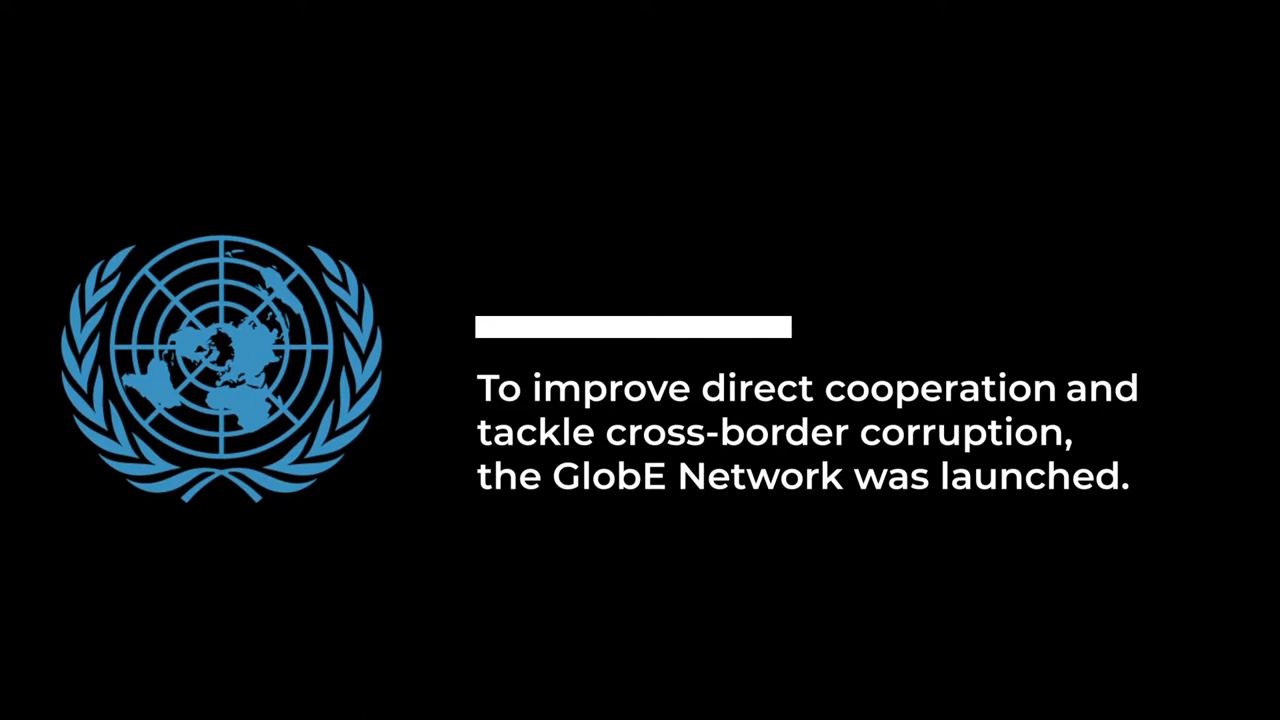 To improve direct cooperation and
tackle cross-border corruption,
the GlobE Network was launched.